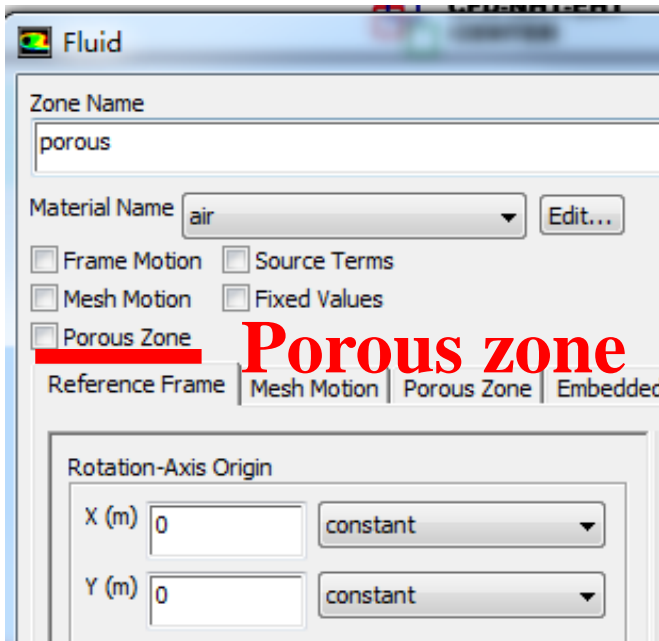 Fluid
Zone Name
porous
Material Name air Edit...
Frame Motion Source Terms
Mesh Motion Fixed Values
Porous Zone Porous zone
Reference Frame Mesh Motion Porous Zone Embedded
Rotation-Axis Origin
X (m) 0 constant
Y (m) 0 constant